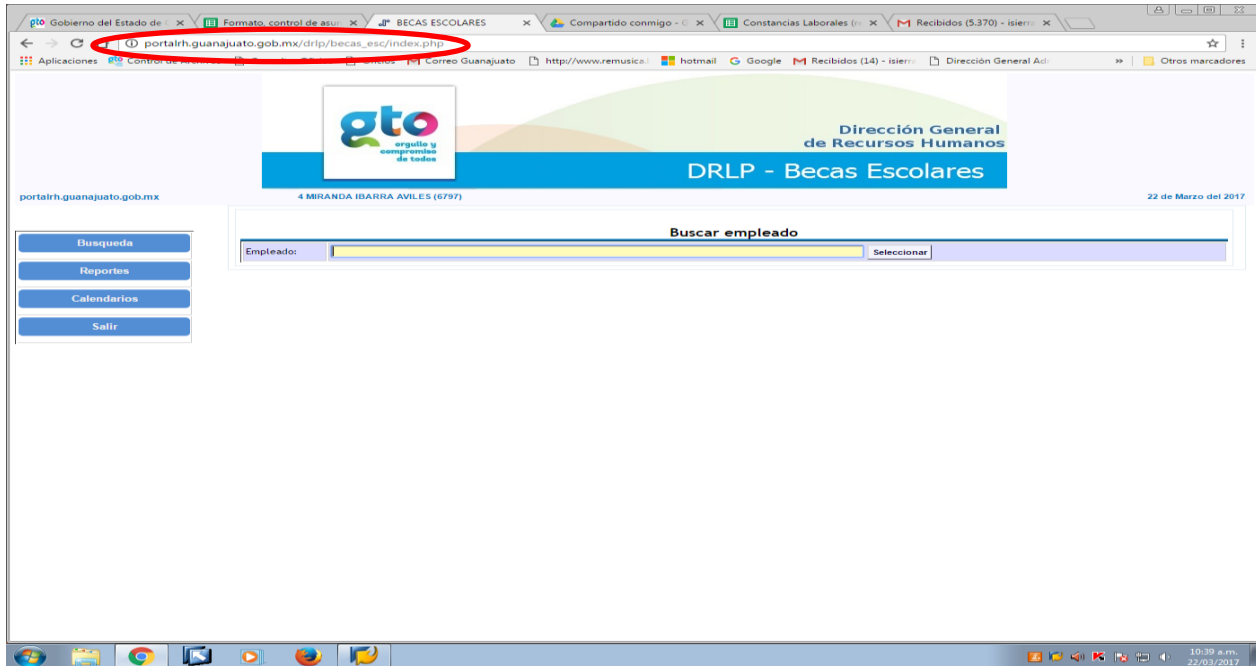 gto Gobierno del Estado de
Formato, control de asun
BECAS ESCOLARES
Compartido conmigo - G
Constancias Laborales (r
Recibidos (5.370) - isierr
portalrh.guanajuato.gob.mx/drlp/becas_esc/index.php
Aplicaciones
Correo Guanajuato
http://www.remusica.
hotmail
Google
Recibidos (14) - isierr
Dirección General Ad
»
Otros marcadores
gto
orgullo y
compromiso
de todos
Dirección General
de Recursos Humanos
DRLP - Becas Escolares
portalrh.guanajuato.gob.mx
4 MIRANDA IBARRA AVILES (6797)
22 de Marzo del 2017
Busqueda
Reportes
Calendarios
Salir
Buscar empleado
Empleado:
Seleccionar
10:39 a.m.
22/03/2017